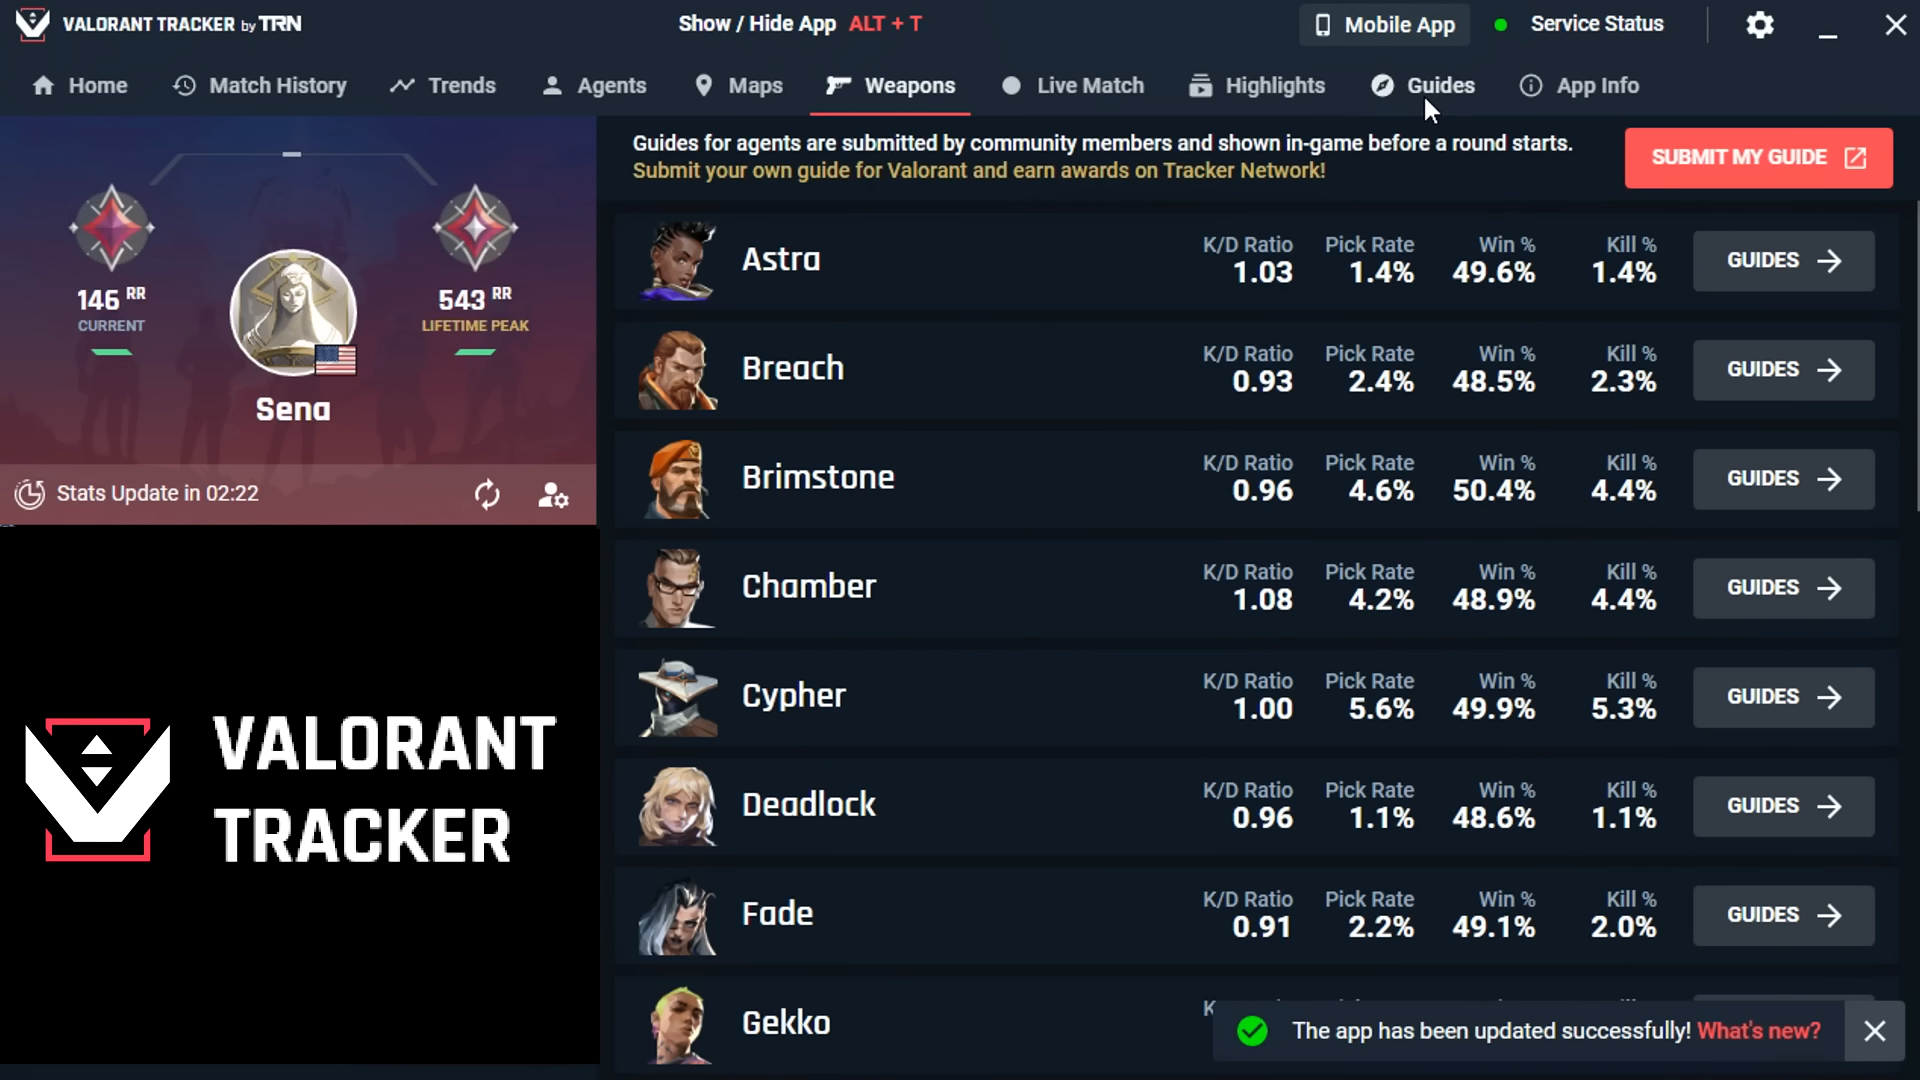 VALORANT TRACKER by TRN
Show / Hide App ALT + T
Mobile App
Service Status
Home
Match History
Trends
Agents
Maps
Weapons
Live Match
Highlights
Guides
App Info
146 RR
CURRENT
543 RR
LIFETIME PEAK
Sena
Stats Update in 02:22
VALORANT
TRACKER
Guides for agents are submitted by community members and shown in-game before a round starts.
Submit your own guide for Valorant and earn awards on Tracker Network!
SUBMIT MY GUIDE
Astra
K/D Ratio Pick Rate Win % Kill %
1.03 1.4% 49.6% 1.4%
GUIDES
Breach
K/D Ratio Pick Rate Win % Kill %
0.93 2.4% 48.5% 2.3%
GUIDES
Brimstone
K/D Ratio Pick Rate Win % Kill %
0.96 4.6% 50.4% 4.4%
GUIDES
Chamber
K/D Ratio Pick Rate Win % Kill %
1.08 4.2% 48.9% 4.4%
GUIDES
Cypher
K/D Ratio Pick Rate Win % Kill %
1.00 5.6% 49.9% 5.3%
GUIDES
Deadlock
K/D Ratio Pick Rate Win % Kill %
0.96 1.1% 48.6% 1.1%
GUIDES
Fade
K/D Ratio Pick Rate Win % Kill %
0.91 2.2% 49.1% 2.0%
GUIDES
Gekko
The app has been updated successfully! What's new?